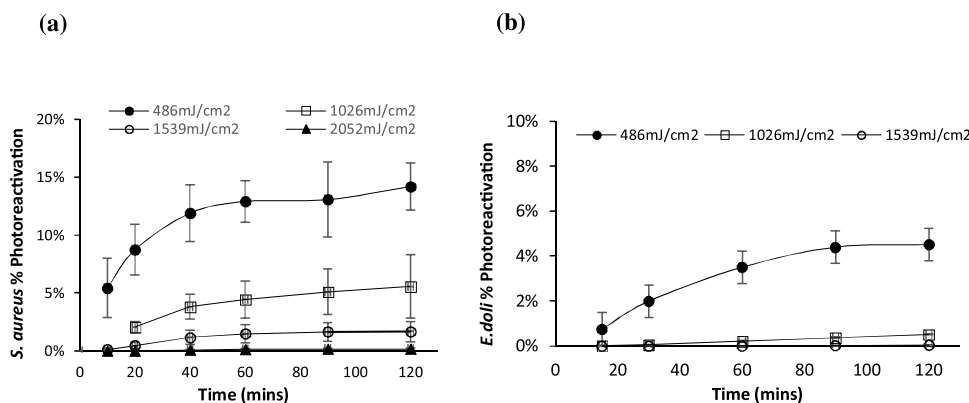 (a)
486mJ/cm2 1026mJ/cm2
1539mJ/cm2 2052mJ/cm2
S. aureus % Photoreactivation
20%
15%
10%
5%
0%
0 20 40 60 80 100 120
Time (mins)
(b)
486mJ/cm2 1026mJ/cm2 1539mJ/cm2
E.doli % Photoreactivation
10%
8%
6%
4%
2%
0%
0 20 40 60 80 100 120
Time (mins)